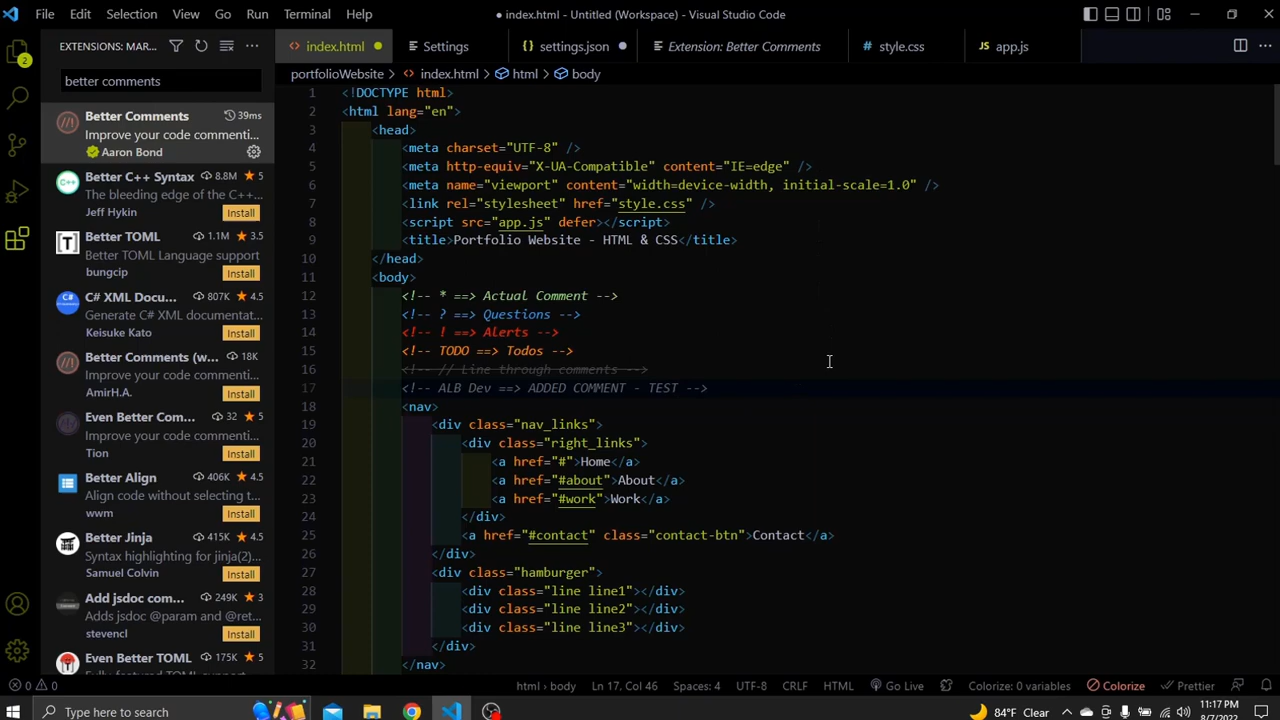 File Edit Selection View Go Run Terminal Help
● index.html - Untitled (Workspace) - Visual Studio Code
EXTENSIONS: MAR...
index.html
Settings
settings.json
Extension: Better Comments
style.css
app.js
2
better comments
Better Comments 39ms
Improve your code commenti...
Aaron Bond
Better C++ Syntax 8.8M ★ 5
The bleeding edge of the C++...
Jeff Hykin Install
Better TOML 1.1M ★ 3.5
Better TOML Language support
bungcip Install
C# XML Docu... 807K ★ 4.5
Generate C# XML documentat...
Keisuke Kato Install
Better Comments (w... 18K
Improve your code commenti...
AmirH.A. Install
Even Better Com... 32 ★ 5
Improve your code commenti...
Tion Install
Better Align 406K ★ 4.5
Align code without selecting t...
wwm Install
Better Jinja 415K ★ 4.5
Syntax highlighting for jinja(2)...
Samuel Colvin Install
Add jsdoc com... 249K ★ 3
Adds jsdoc @param and @ret...
stevencl Install
Even Better TOML 175K ★ 5
portfolioWebsite > index.html > html > body
1 <!DOCTYPE html>
2 <html lang="en">
3 <head>
4 <meta charset="UTF-8" />
5 <meta http-equiv="X-UA-Compatible" content="IE=edge" />
6 <meta name="viewport" content="width=device-width, initial-scale=1.0" />
7 <link rel="stylesheet" href="style.css" />
8 <script src="app.js" defer></script>
9 <title>Portfolio Website - HTML & CSS</title>
10 </head>
11 <body>
12 <!-- * ==> Actual Comment -->
13 <!-- ? ==> Questions -->
14 <!-- ! ==> Alerts -->
15 <!-- TODO ==> Todos -->
16 <!-- // Line through comments -->
17 <!-- ALB Dev ==> ADDED COMMENT - TEST -->
18 <nav>
19 <div class="nav_links">
20 <div class="right_links">
21 <a href="#">Home</a>
22 <a href="#about">About</a>
23 <a href="#work">Work</a>
24 </div>
25 <a href="#contact" class="contact-btn">Contact</a>
26 </div>
27 <div class="hamburger">
28 <div class="line line1"></div>
29 <div class="line line2"></div>
30 <div class="line line3"></div>
31 </div>
32 </nav>
0 0 html > body Ln 17, Col 46 Spaces: 4 UTF-8 CRLF HTML Go Live Colorize: 0 variables Colorize Prettier
Type here to search
84°F Clear
11:17 PM
8/7/2022